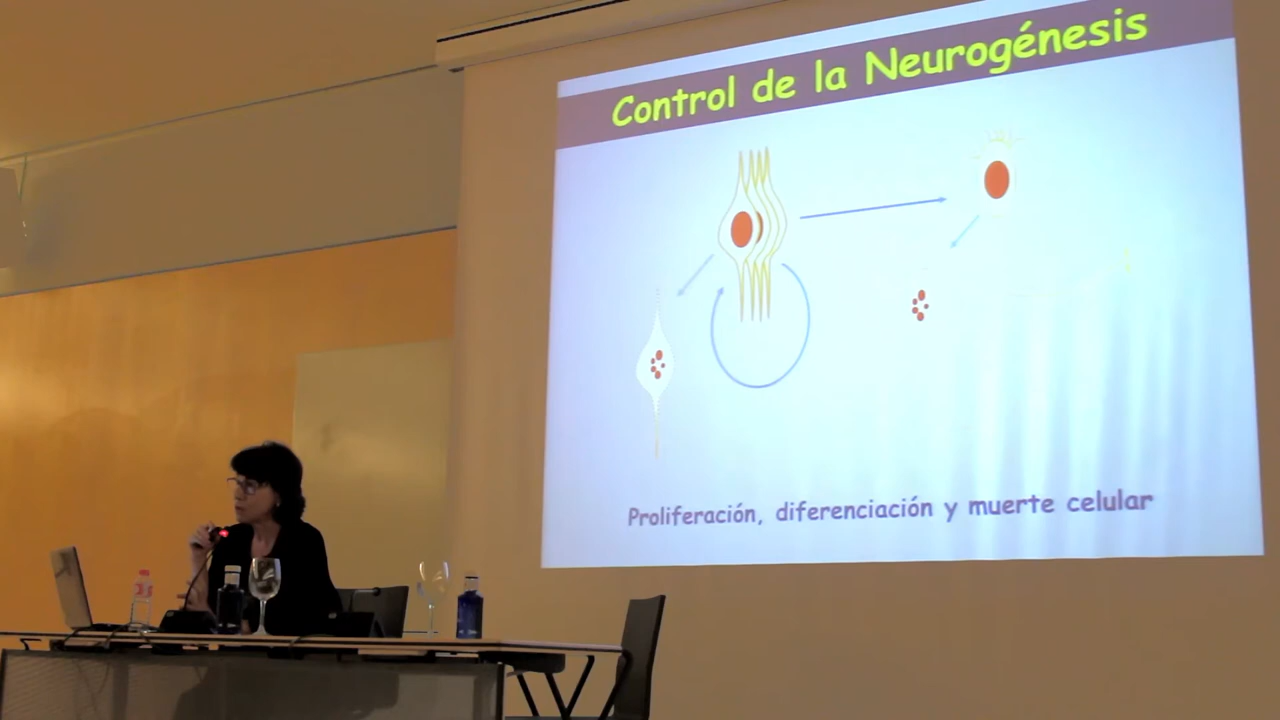 Control de la Neurogénesis
Proliferación, diferenciación y muerte celular